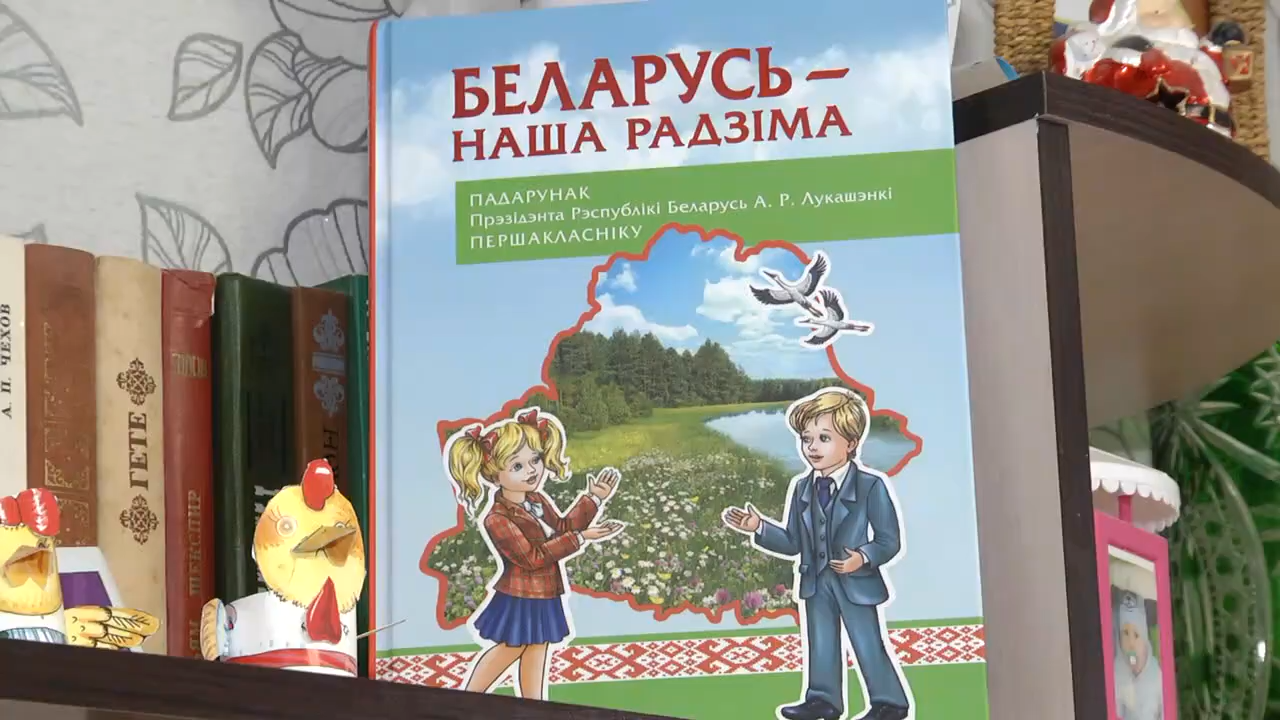 БЕЛАРУСЬ –
НАША РАДЗІМА
ПАДАРУНАК
Прэзідэнта Рэспублікі Беларусь А. Р. Лукашэнкі
ПЕРШАКЛАСНІКУ
А. П. ЧЕХОВ
ГЕТЕ
ШЕКСПИР